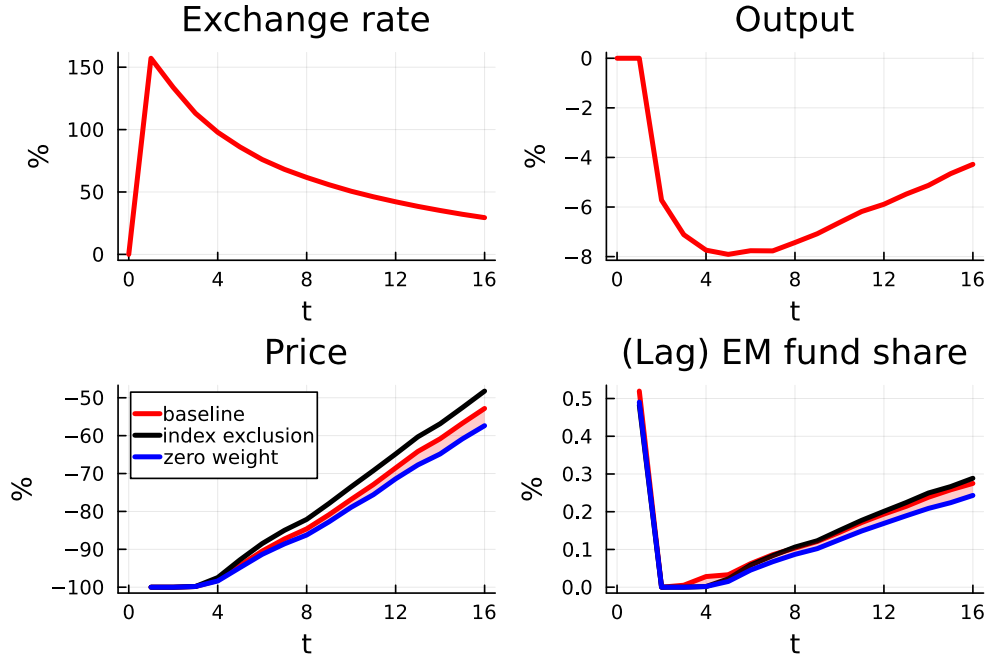 Exchange rate
%
150
100
50
0
0 4 8 12 16
t
Output
%
0
−2
−4
−6
−8
0 4 8 12 16
t
Price
%
−50
−60
−70
−80
−90
−100
baseline
index exclusion
zero weight
0 4 8 12 16
t
(Lag) EM fund share
%
0.5
0.4
0.3
0.2
0.1
0.0
0 4 8 12 16
t